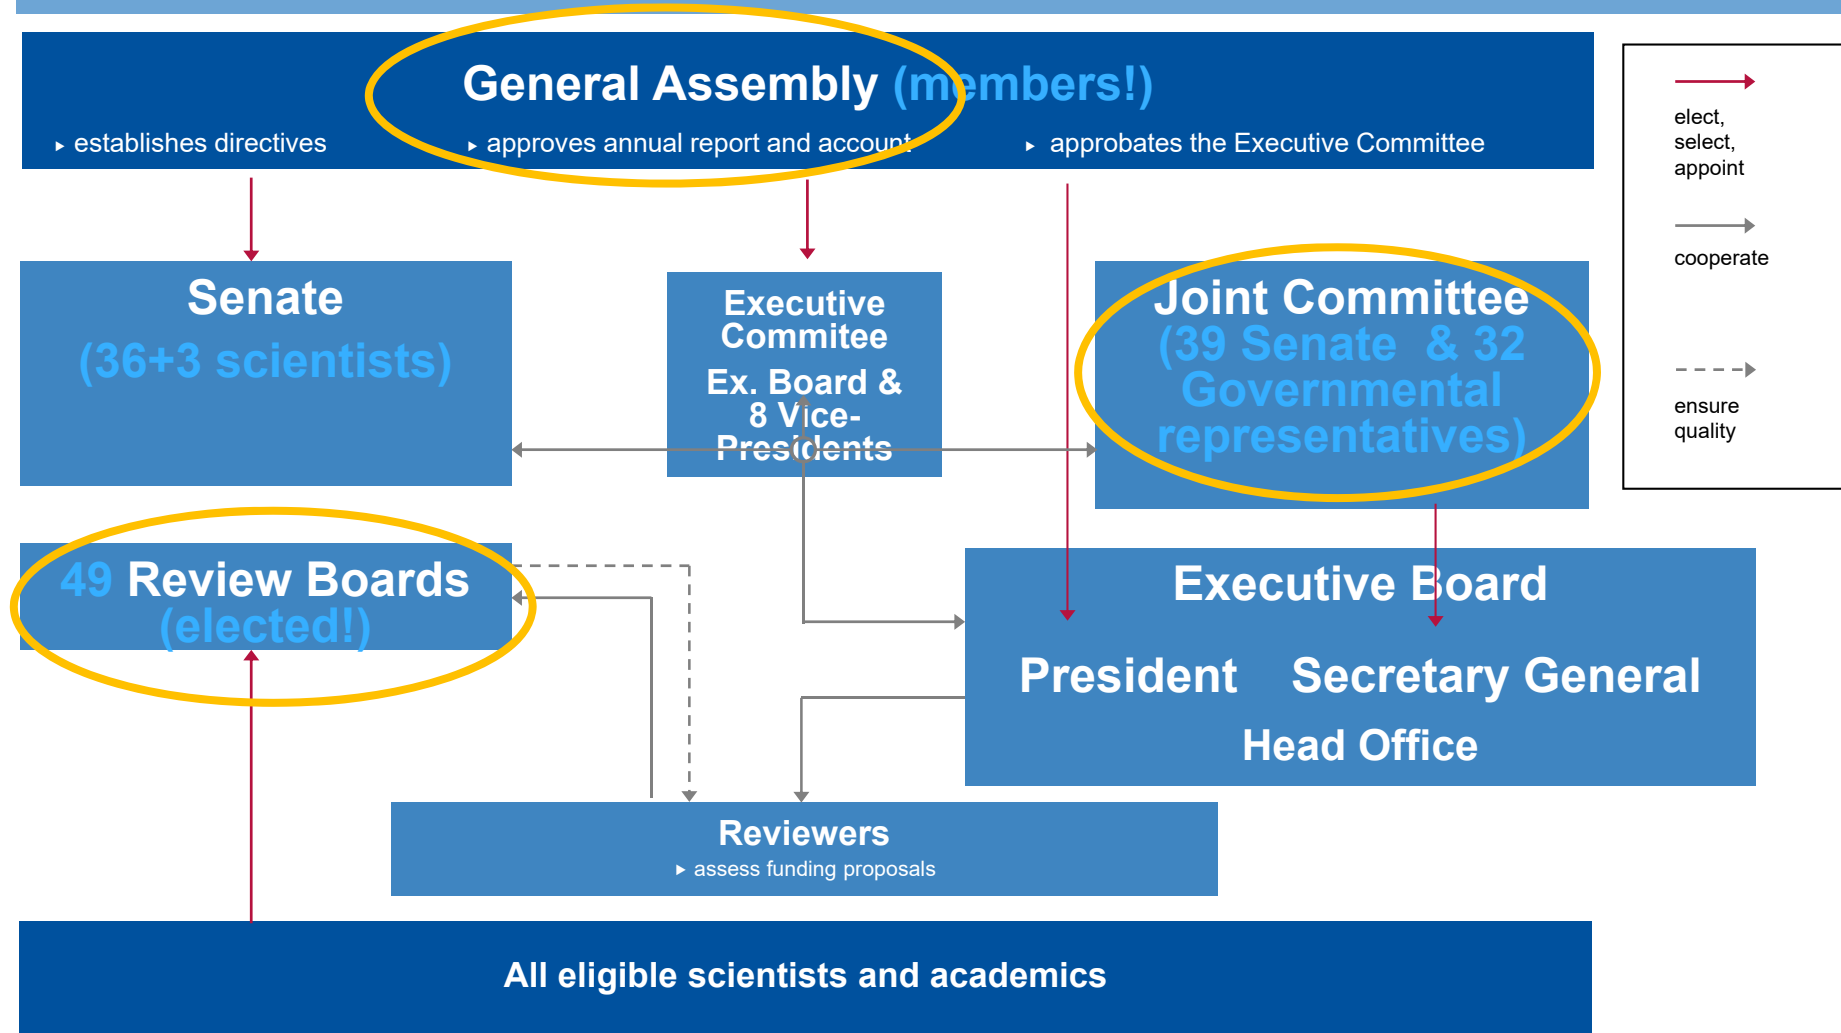 General Assembly (members!)
▸ establishes directives
▸ approves annual report and account
▸ approbates the Executive Committee
elect,
select,
appoint
cooperate
ensure
quality
Senate
(36+3 scientists)
Executive
Commitee
Ex. Board &
8 Vice-
Presidents
Joint Committee
(39 Senate & 32
Governmental
representatives)
49 Review Boards
(elected!)
Executive Board
President
Secretary General
Head Office
Reviewers
▸ assess funding proposals
All eligible scientists and academics